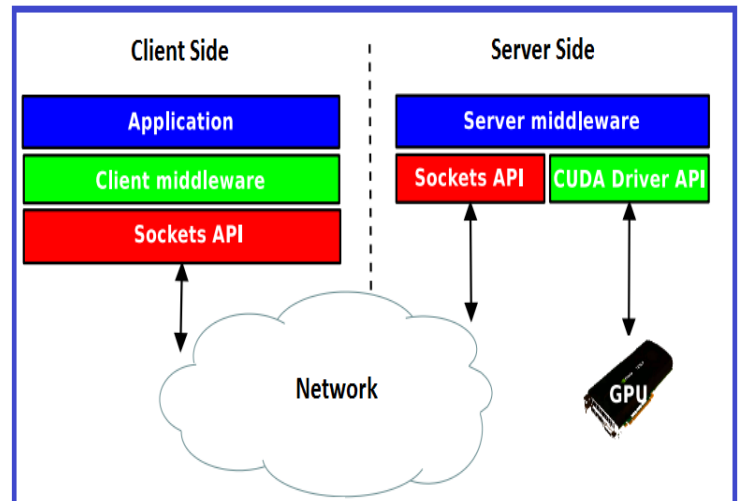 Client Side
Server Side
Application
Client middleware
Sockets API
Server middleware
Sockets API
CUDA Driver API
Network
GPU